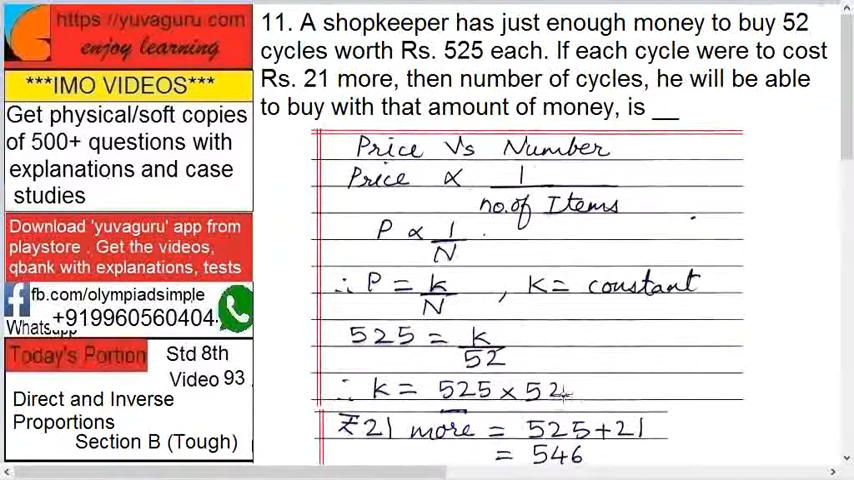 https://yuvaguru.com
enjoy learning
***IMO VIDEOS***
Get physical/soft copies
of 500+ questions with
explanations and case
studies
Download 'yuvaguru' app from
playstore . Get the videos,
qbank with explanations, tests
fb.com/olympiadsimple
+919960560404
Whatsapp
Today's Portion
Std 8th
Video 93
Direct and Inverse
Proportions
Section B (Tough)
11. A shopkeeper has just enough money to buy 52
cycles worth Rs. 525 each. If each cycle were to cost
Rs. 21 more, then number of cycles, he will be able
to buy with that amount of money, is __
Price Vs Number
Price ∝ 1
no. of Items
P ∝ 1
N
∴ P = k
N , K = constant
525 = k
52
∴ k = 525 × 52
₹21 more = 525+21
= 546